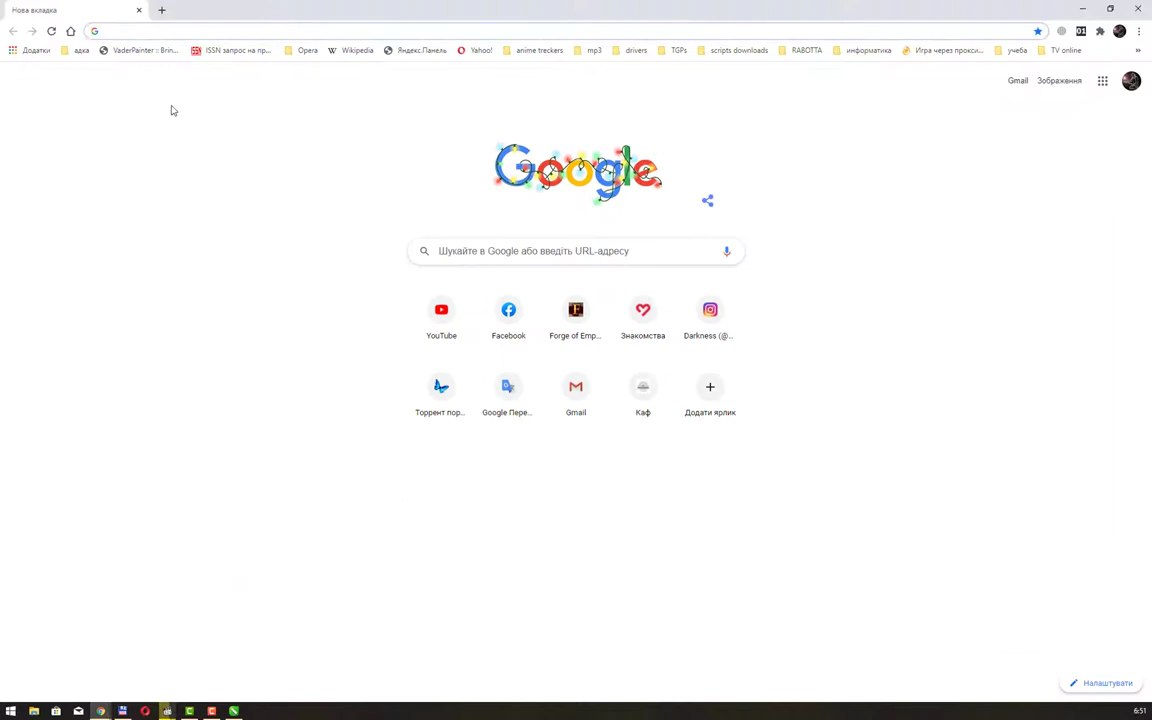 Нова вкладка
Додатки адка VaderPainter :: Brin... ISSN запрос на пр... Opera Wikipedia Яндекс.Панель Yahoo! anime treckers mp3 drivers TGPs scripts downloads RABOTTA информатика Игра через прокси... учеба TV online »
Gmail Зображення
Google
Шукайте в Google або введіть URL-адресу
YouTube Facebook Forge of Emp... Знакомства Darkness (@...
Торрент пор... Google Пере... Gmail Каф Додати ярлик
Налаштувати
6:51